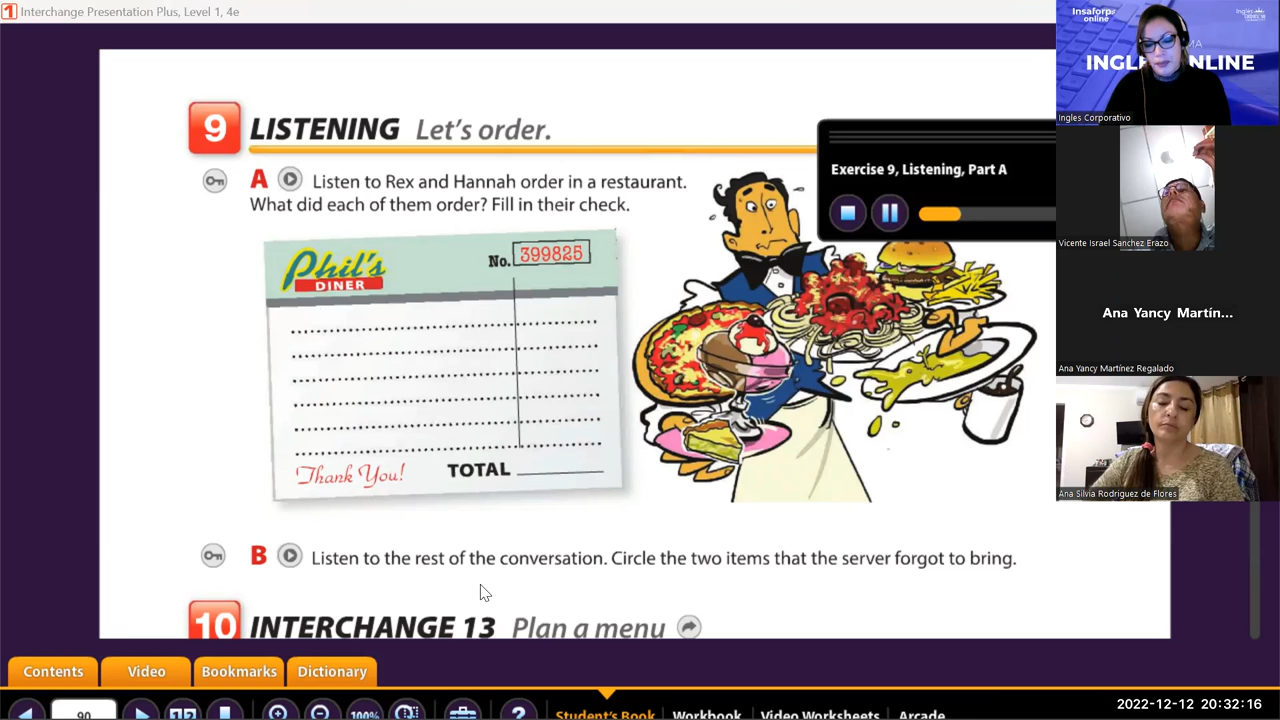 Interchange Presentation Plus, Level 1, 4e
9 LISTENING Let's order.
A Listen to Rex and Hannah order in a restaurant.
What did each of them order? Fill in their check.
Phil's
DINER
No. 399825
Thank You! TOTAL
Exercise 9, Listening, Part A
B Listen to the rest of the conversation. Circle the two items that the server forgot to bring.
10 INTERCHANGE 13 Plan a menu
Contents Video Bookmarks Dictionary
90
100%
?
Student's Book Workbook Video Worksheets Arcade
Insaforp
online
Ingles Corporativo
Vicente Israel Sanchez Erazo
Ana Yancy Martín...
Ana Yancy Martínez Regalado
Ana Silvia Rodriguez de Flores
2022-12-12 20:32:16